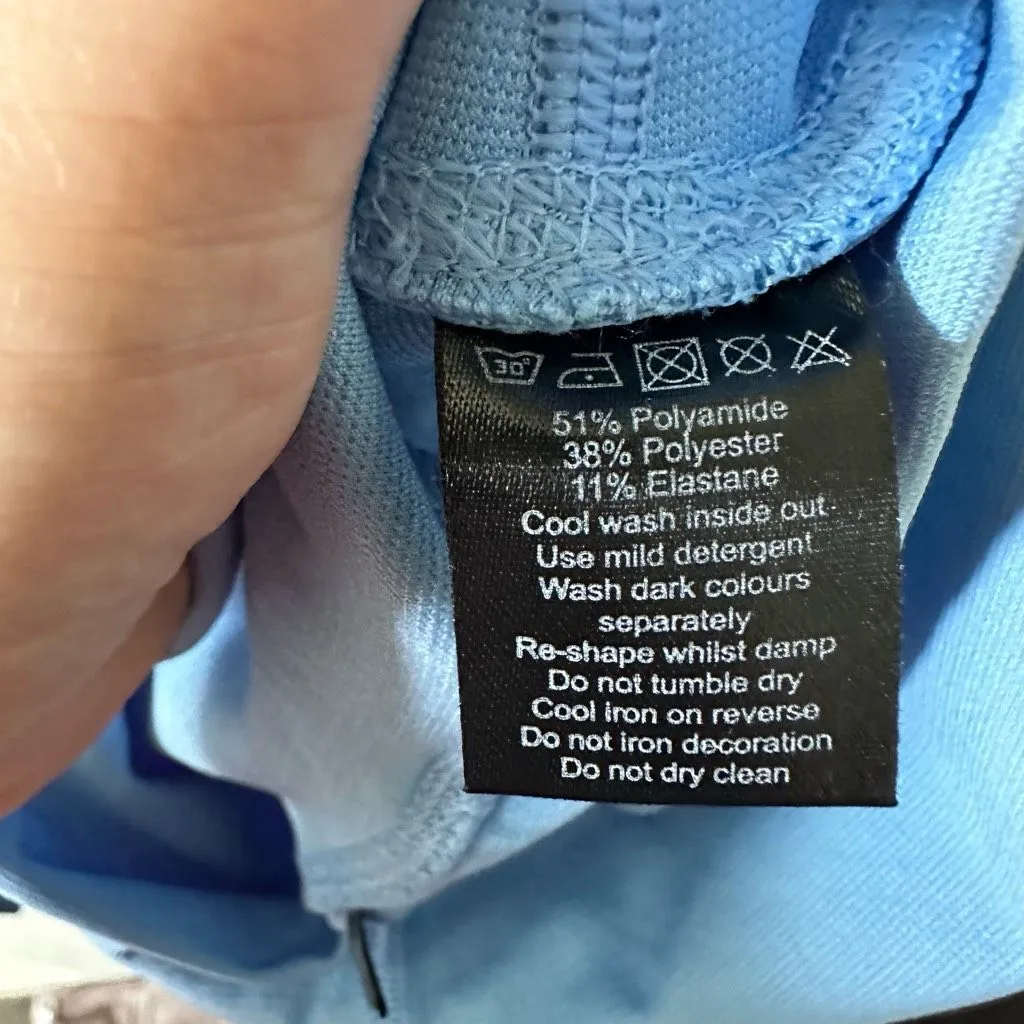 30°
51% Polyamide
38% Polyester
11% Elastane
Cool wash inside out
Use mild detergent
Wash dark colours
separately
Re-shape whilst damp
Do not tumble dry
Cool iron on reverse
Do not iron decoration
Do not dry clean